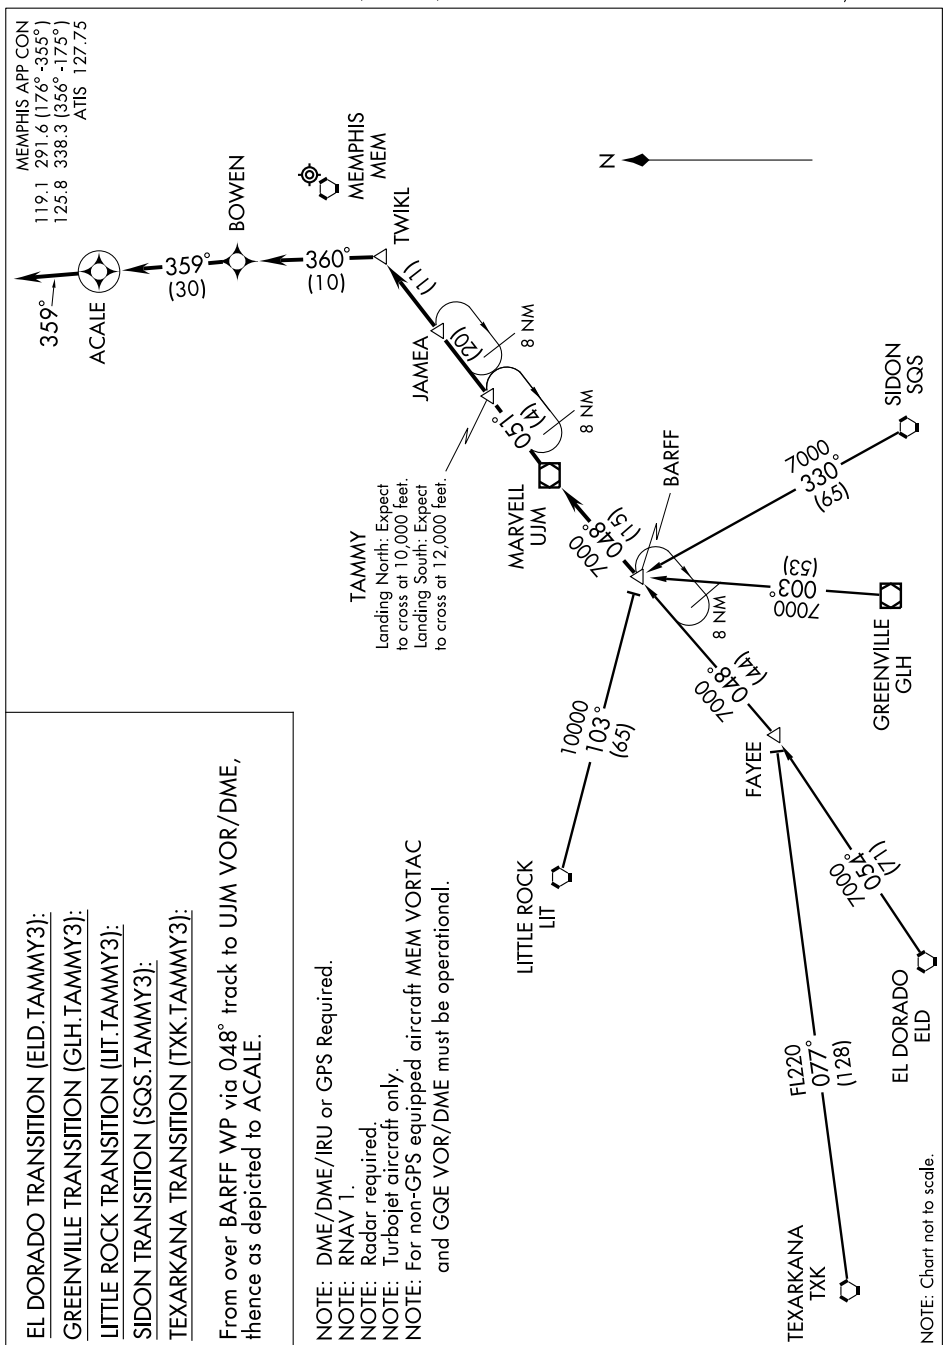 EL DORADO TRANSITION (ELD.TAMMY3):
GREENVILLE TRANSITION (GLH.TAMMY3):
LITTLE ROCK TRANSITION (LIT.TAMMY3):
SIDON TRANSITION (SQS.TAMMY3):
TEXARKANA TRANSITION (TXK.TAMMY3):
From over BARFF WP via 048° track to UJM VOR/DME,
thence as depicted to ACALE.
NOTE: DME/DME/IRU or GPS Required.
NOTE: RNAV 1.
NOTE: Radar required.
NOTE: Turbojet aircraft only.
NOTE: For non-GPS equipped aircraft MEM VORTAC
and GQE VOR/DME must be operational.
MEMPHIS APP CON
119.1 291.6 (176° -355°)
125.8 338.3 (356° -175°)
ATIS 127.75
359°
ACALE
359°
(30)
BOWEN
360°
(10)
MEMPHIS
MEM
TWIKL
(11)
JAMEA
(20)
8 NM
TAMMY
Landing North: Expect
to cross at 10,000 feet.
Landing South: Expect
to cross at 12,000 feet.
051°
(4)
8 NM
MARVELL
UJM
7000
048°
(15)
BARFF
8 NM
N
LITTLE ROCK
LIT
10000
103°
(65)
7000
330°
(65)
SIDON
SQS
7000
003°
(53)
GREENVILLE
GLH
7000
048°
(44)
FAYEE
7000
054°
(71)
EL DORADO
ELD
FL220
077°
(128)
TEXARKANA
TXK
NOTE: Chart not to scale.